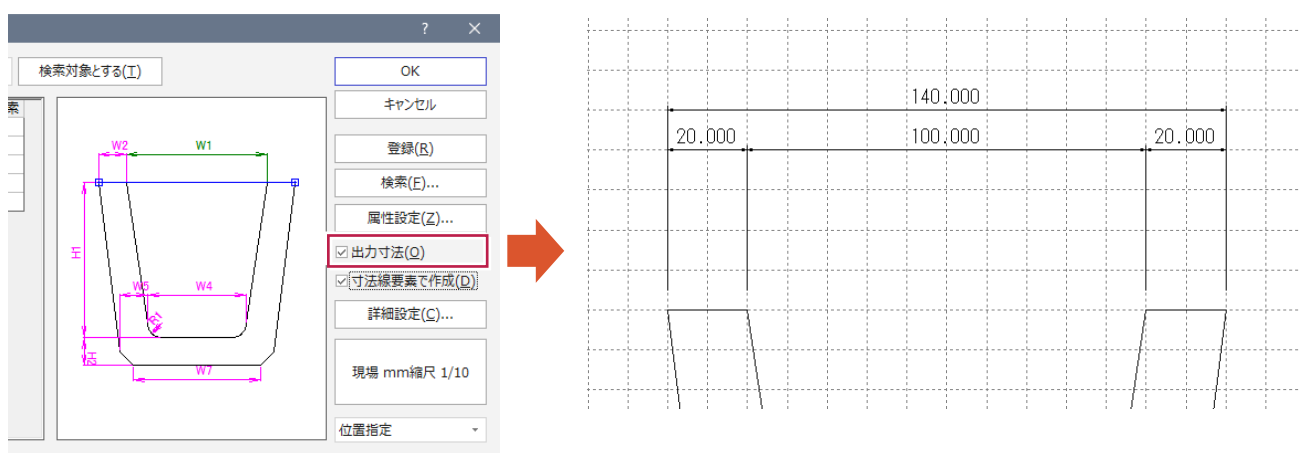 ? ×
検索対象とする(T)
OK
素
キャンセル
登録(R)
検索(F)...
属性設定(Z)...
出力寸法(O)
寸法線要素で作成(D)
詳細設定(C)...
現場 mm縮尺 1/10
位置指定
W2 W1
H1
W5 W4
R1
H2
W7
140.000
20.000 100.000 20.000